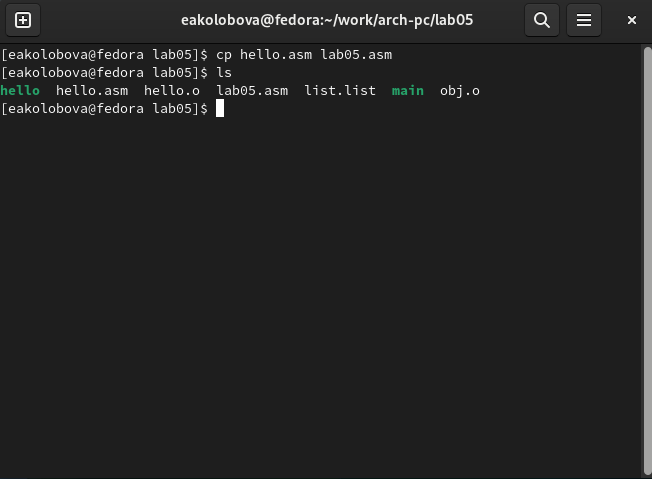 eakolobova@fedora:~/work/arch-pc/lab05
[eakolobova@fedora lab05]$ cp hello.asm lab05.asm
[eakolobova@fedora lab05]$ ls
hello  hello.asm  hello.o  lab05.asm  list.list  main  obj.o
[eakolobova@fedora lab05]$